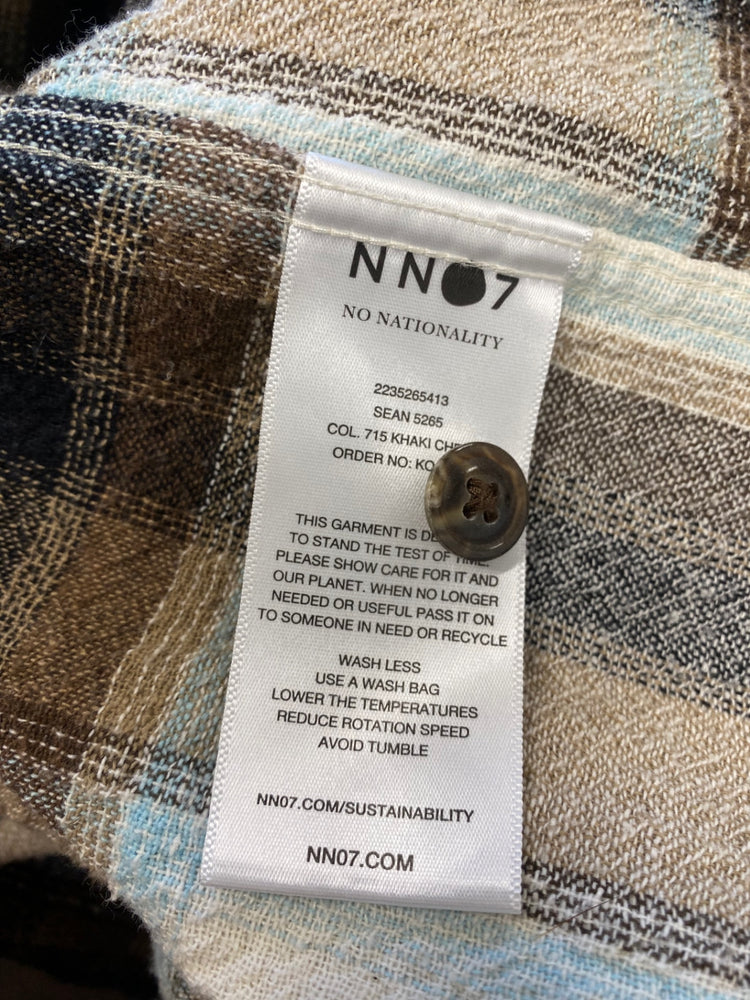 NN07
NO NATIONALITY
2235265413
SEAN 5265
COL. 715 KHAKI
ORDER NO:
THIS GARMENT IS
TO STAND THE TEST OF TIME.
PLEASE SHOW CARE FOR IT AND
OUR PLANET. WHEN NO LONGER
NEEDED OR USEFUL PASS IT ON
TO SOMEONE IN NEED OR RECYCLE
WASH LESS
USE A WASH BAG
LOWER THE TEMPERATURES
REDUCE ROTATION SPEED
AVOID TUMBLE
NN07.COM/SUSTAINABILITY
NN07.COM